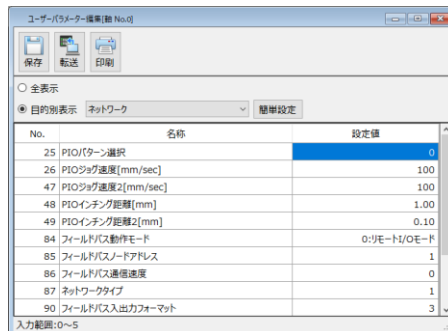 ユーザーパラメーター編集[軸 No.0]
保存 転送 印刷
全表示
目的別表示 ネットワーク 簡単設定
No. 名称 設定値
25 PIOパターン選択 0
26 PIOジョグ速度[mm/sec] 100
47 PIOジョグ速度2[mm/sec] 100
48 PIOインチング距離[mm] 1.00
49 PIOインチング距離2[mm] 0.10
84 フィールドバス動作モード 0:リモートI/Oモード
85 フィールドバスノードアドレス 1
86 フィールドバス通信速度 0
87 ネットワークタイプ 1
90 フィールドバス入出力フォーマット 3
入力範囲:0～5